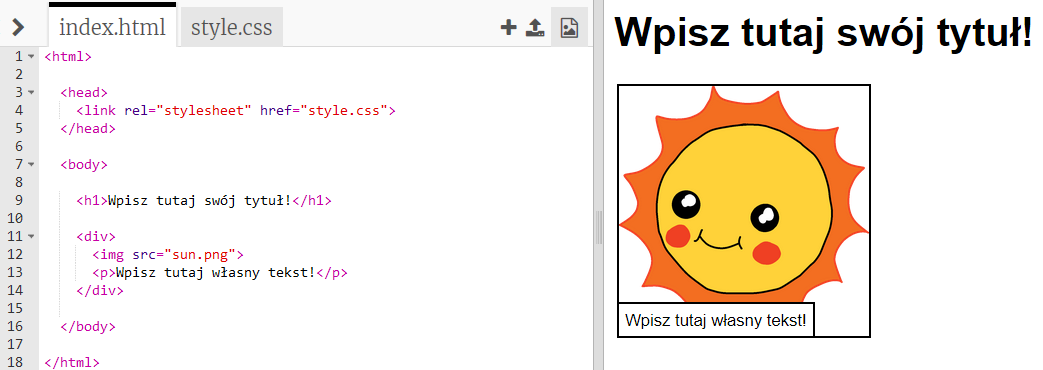 index.html style.css
1 <html>
2
3 <head>
4 <link rel="stylesheet" href="style.css">
5 </head>
6
7 <body>
8
9 <h1>Wpisz tutaj swój tytuł!</h1>
10
11 <div>
12 <img src="sun.png">
13 <p>Wpisz tutaj własny tekst!</p>
14 </div>
15
16 </body>
17
18 </html>
Wpisz tutaj swój tytuł!
Wpisz tutaj własny tekst!